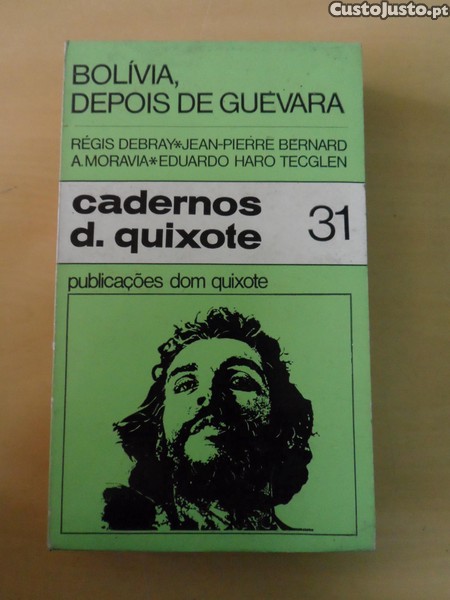 CustoJusto.pt
BOLÍVIA,
DEPOIS DE GUEVARA
RÉGIS DEBRAY*JEAN-PIERRE BERNARD
A.MORAVIA*EDUARDO HARO TECGLEN
cadernos
d. quixote 31
publicações dom quixote